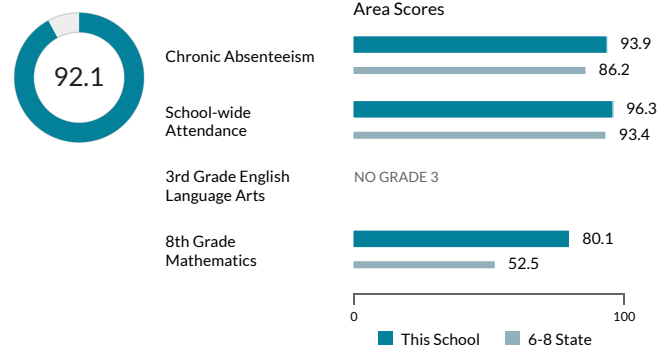 Area Scores
92.1
Chronic Absenteeism
93.9
86.2
School-wide
Attendance
96.3
93.4
3rd Grade English
Language Arts
NO GRADE 3
8th Grade
Mathematics
80.1
52.5
0
100
This School
6-8 State